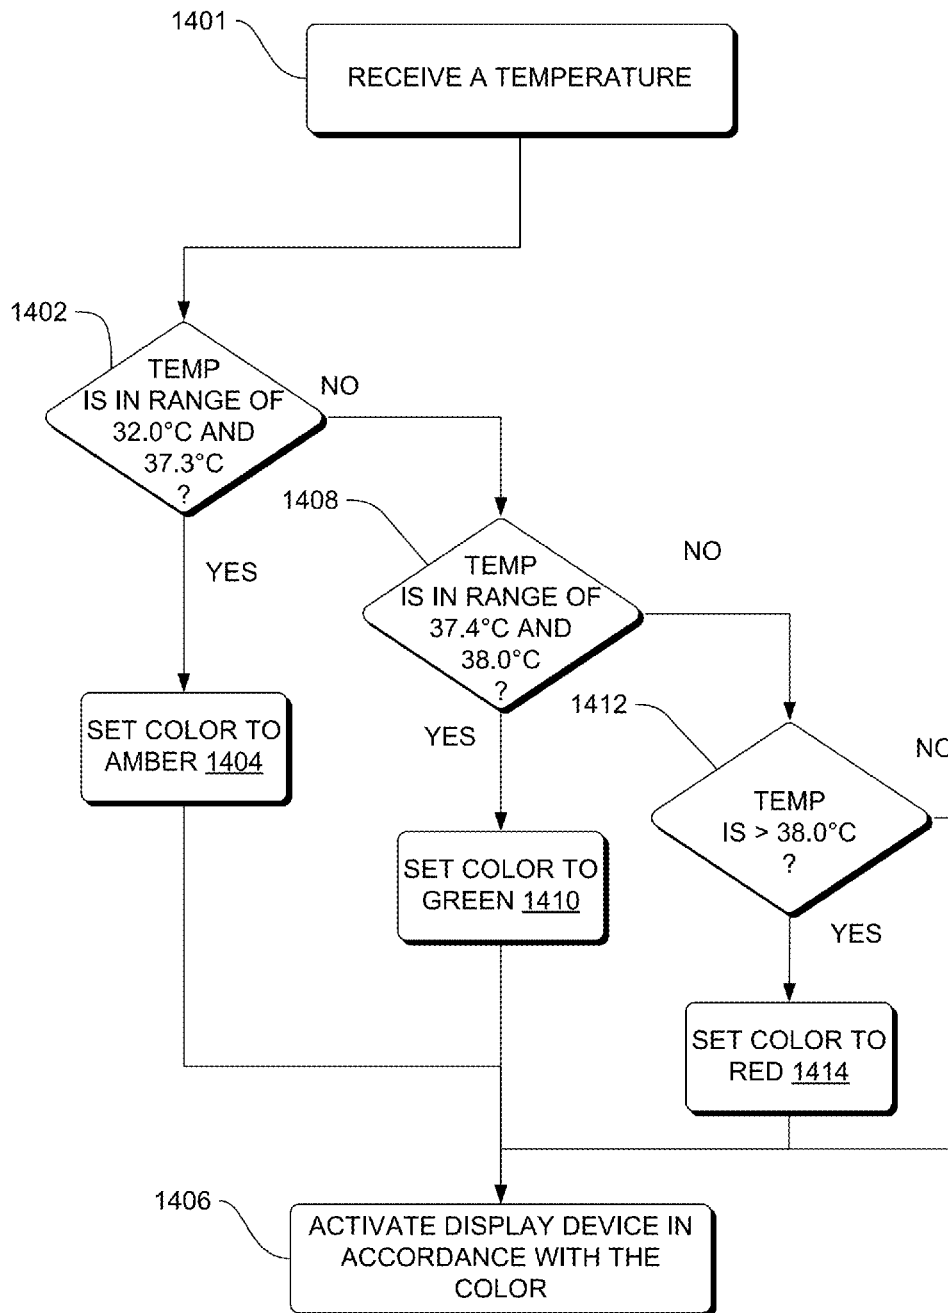 1401
RECEIVE A TEMPERATURE
1402
TEMP
IS IN RANGE OF
32.0°C AND
37.3°C
?
NO
YES
1408
TEMP
IS IN RANGE OF
37.4°C AND
38.0°C
?
NO
YES
SET COLOR TO
AMBER 1404
1412
TEMP
IS > 38.0°C
?
NO
YES
SET COLOR TO
GREEN 1410
SET COLOR TO
RED 1414
1406
ACTIVATE DISPLAY DEVICE IN
ACCORDANCE WITH THE
COLOR